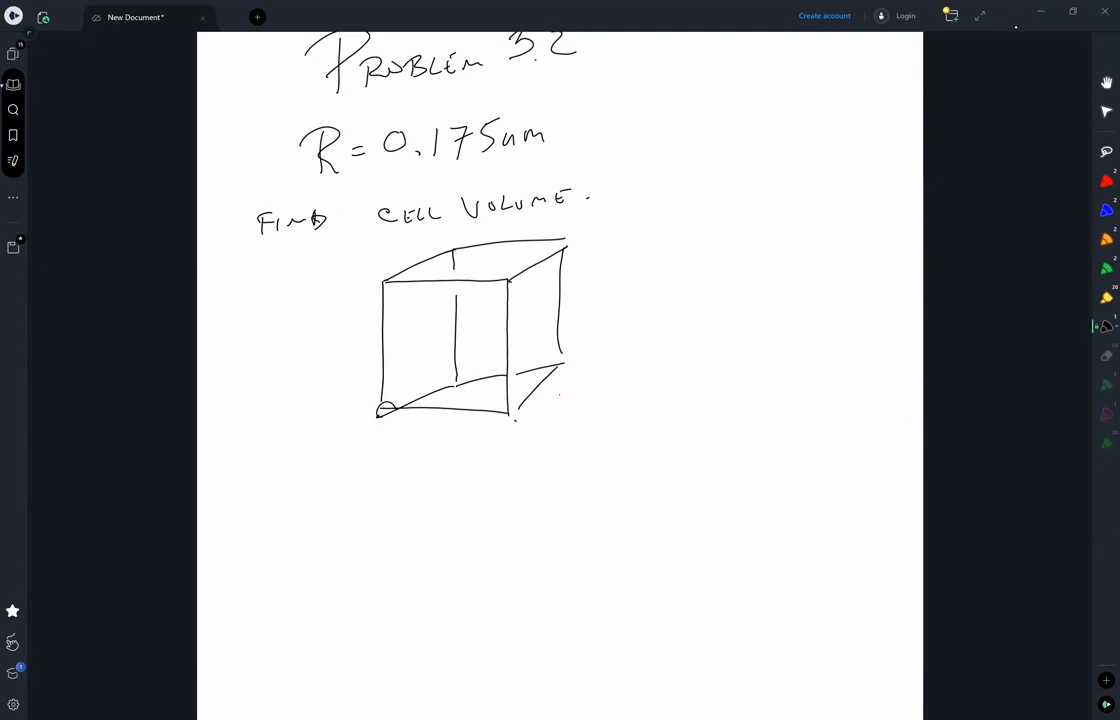 New Document*
Create account
Login
PROBLEM 3.2
R = 0.175nm
FIND CELL VOLUME.